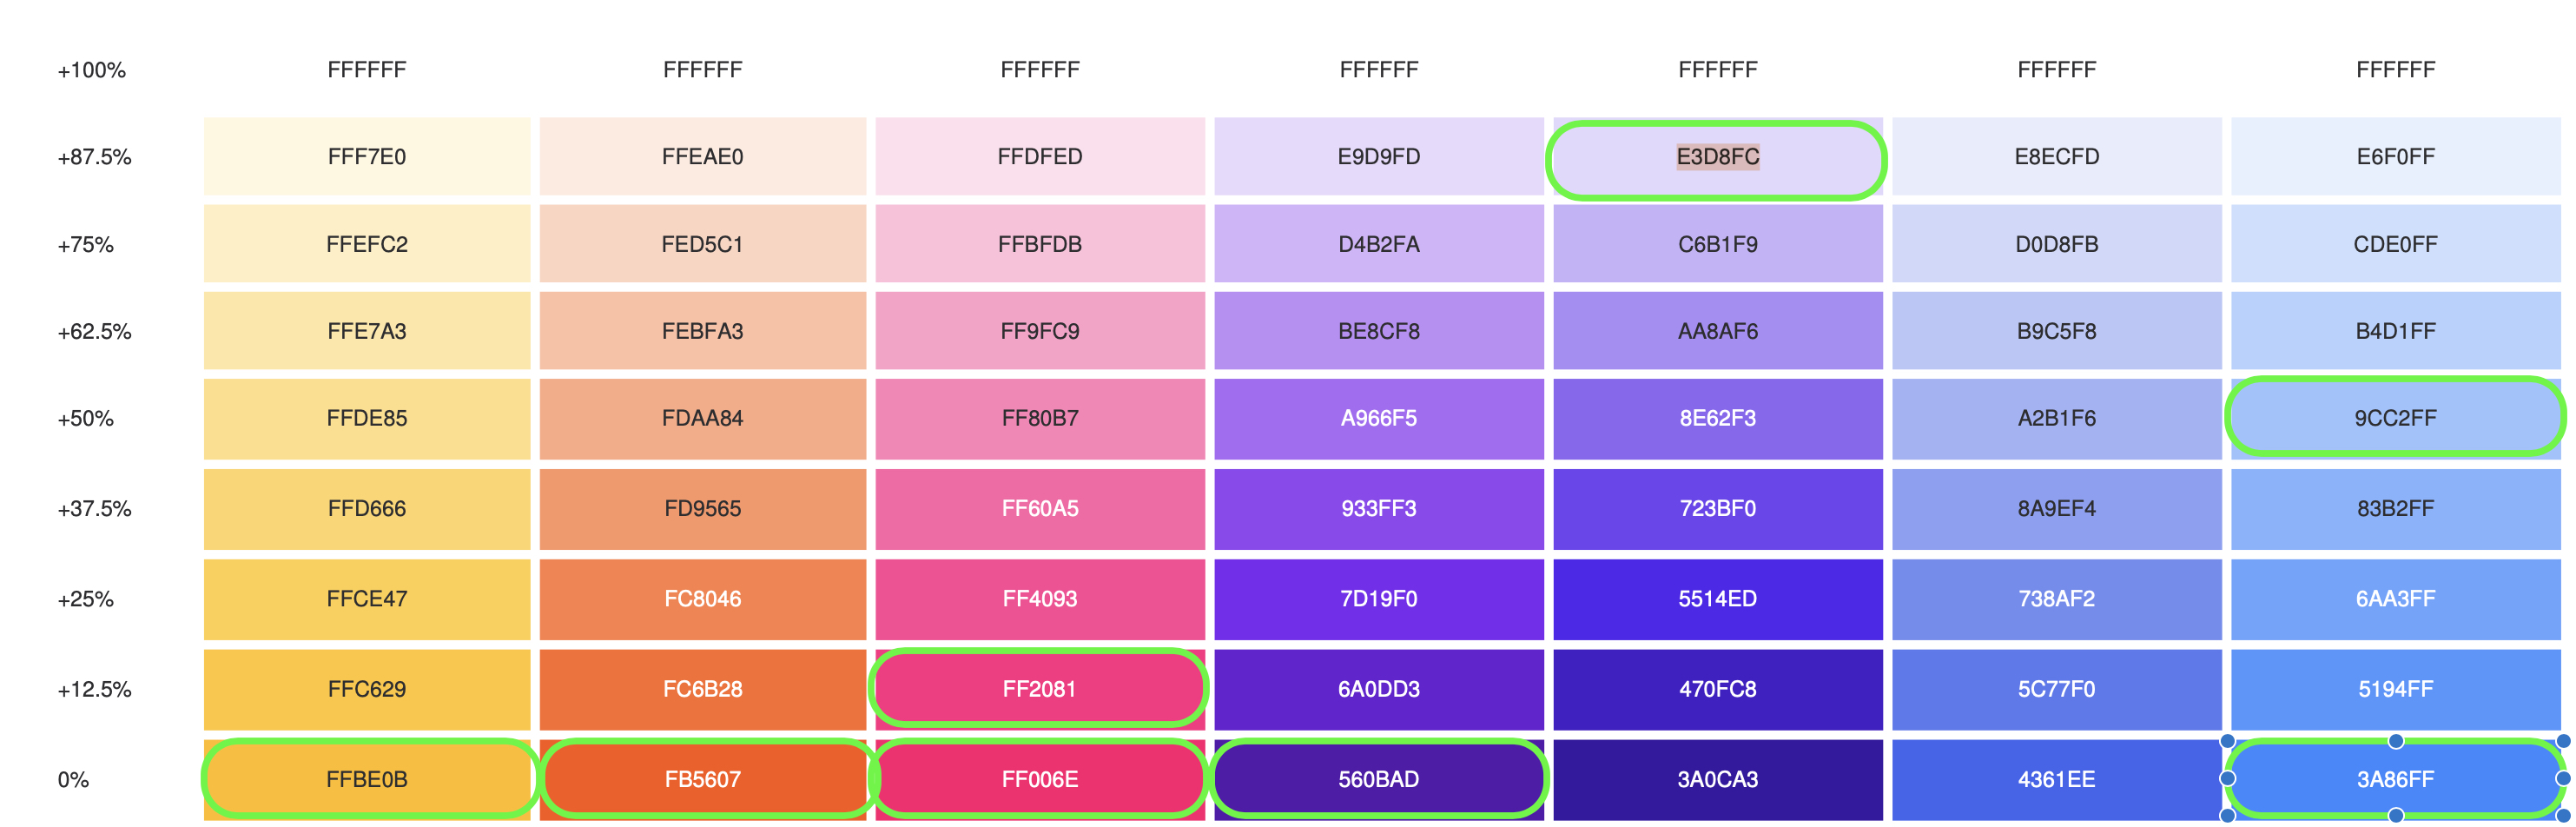 +100% FFFFFF FFFFFF FFFFFF FFFFFF FFFFFF FFFFFF FFFFFF
+87.5% FFF7E0 FFEAE0 FFDFED E9D9FD E3D8FC E8ECFD E6F0FF
+75% FFEFC2 FED5C1 FFBFDB D4B2FA C6B1F9 D0D8FB CDE0FF
+62.5% FFE7A3 FEBFA3 FF9FC9 BE8CF8 AA8AF6 B9C5F8 B4D1FF
+50% FFDE85 FDAA84 FF80B7 A966F5 8E62F3 A2B1F6 9CC2FF
+37.5% FFD666 FD9565 FF60A5 933FF3 723BF0 8A9EF4 83B2FF
+25% FFCE47 FC8046 FF4093 7D19F0 5514ED 738AF2 6AA3FF
+12.5% FFC629 FC6B28 FF2081 6A0DD3 470FC8 5C77F0 5194FF
0% FFBE0B FB5607 FF006E 560BAD 3A0CA3 4361EE 3A86FF